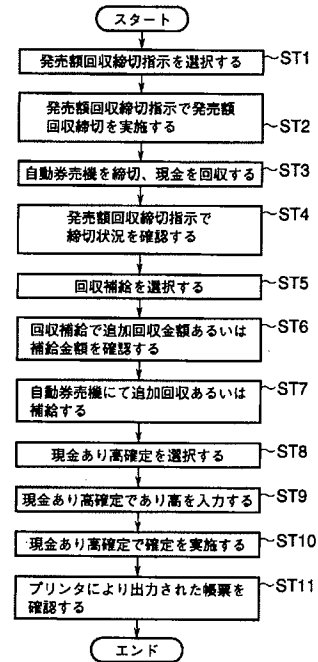 スタート
発売額回収締切指示を選択する
ST1
発売額回収締切指示で発売額
回収締切を実施する
ST2
自動券売機を締切、現金を回収する
ST3
発売額回収締切指示で
締切状況を確認する
ST4
回収補給を選択する
ST5
回収補給で追加回収金額あるいは
補給金額を確認する
ST6
自動券売機にて追加回収あるいは
補給する
ST7
現金あり高確定を選択する
ST8
現金あり高確定であり高を入力する
ST9
現金あり高確定で確定を実施する
ST10
プリンタにより出力された帳票を
確認する
ST11
エンド